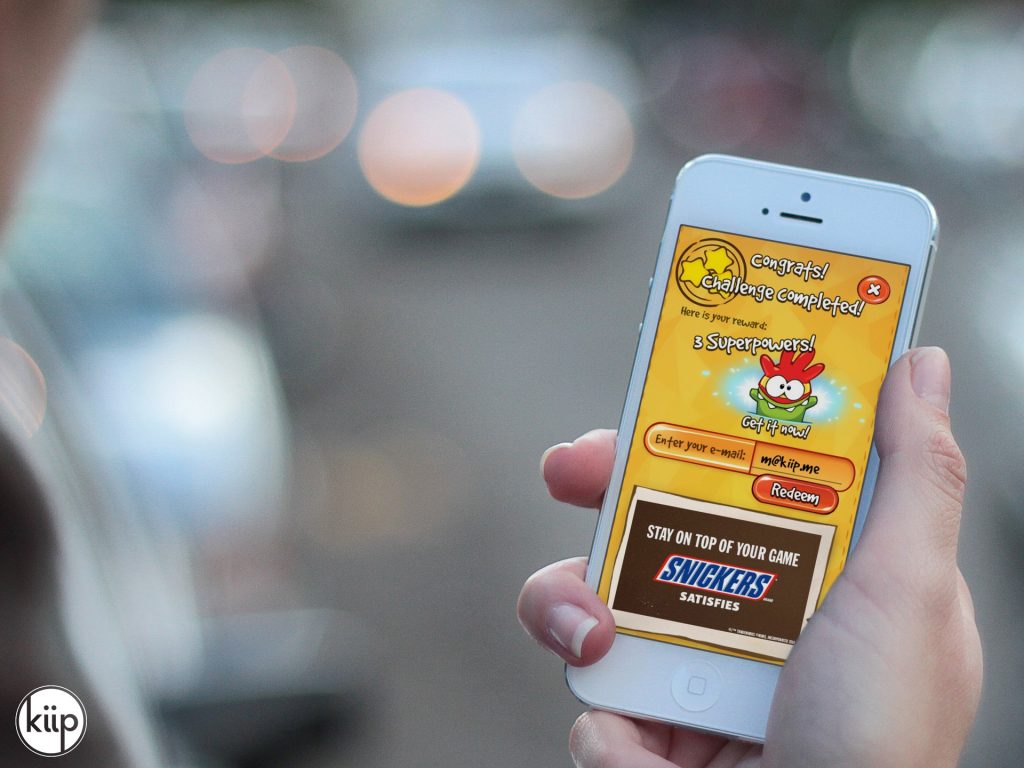 Congrats!
Challenge completed!
Here is your reward:
3 Superpowers!
Get it now!
Enter your e-mail:
m@kiip.me
Redeem
STAY ON TOP OF YOUR GAME
SNICKERS
SATISFIES
kiip